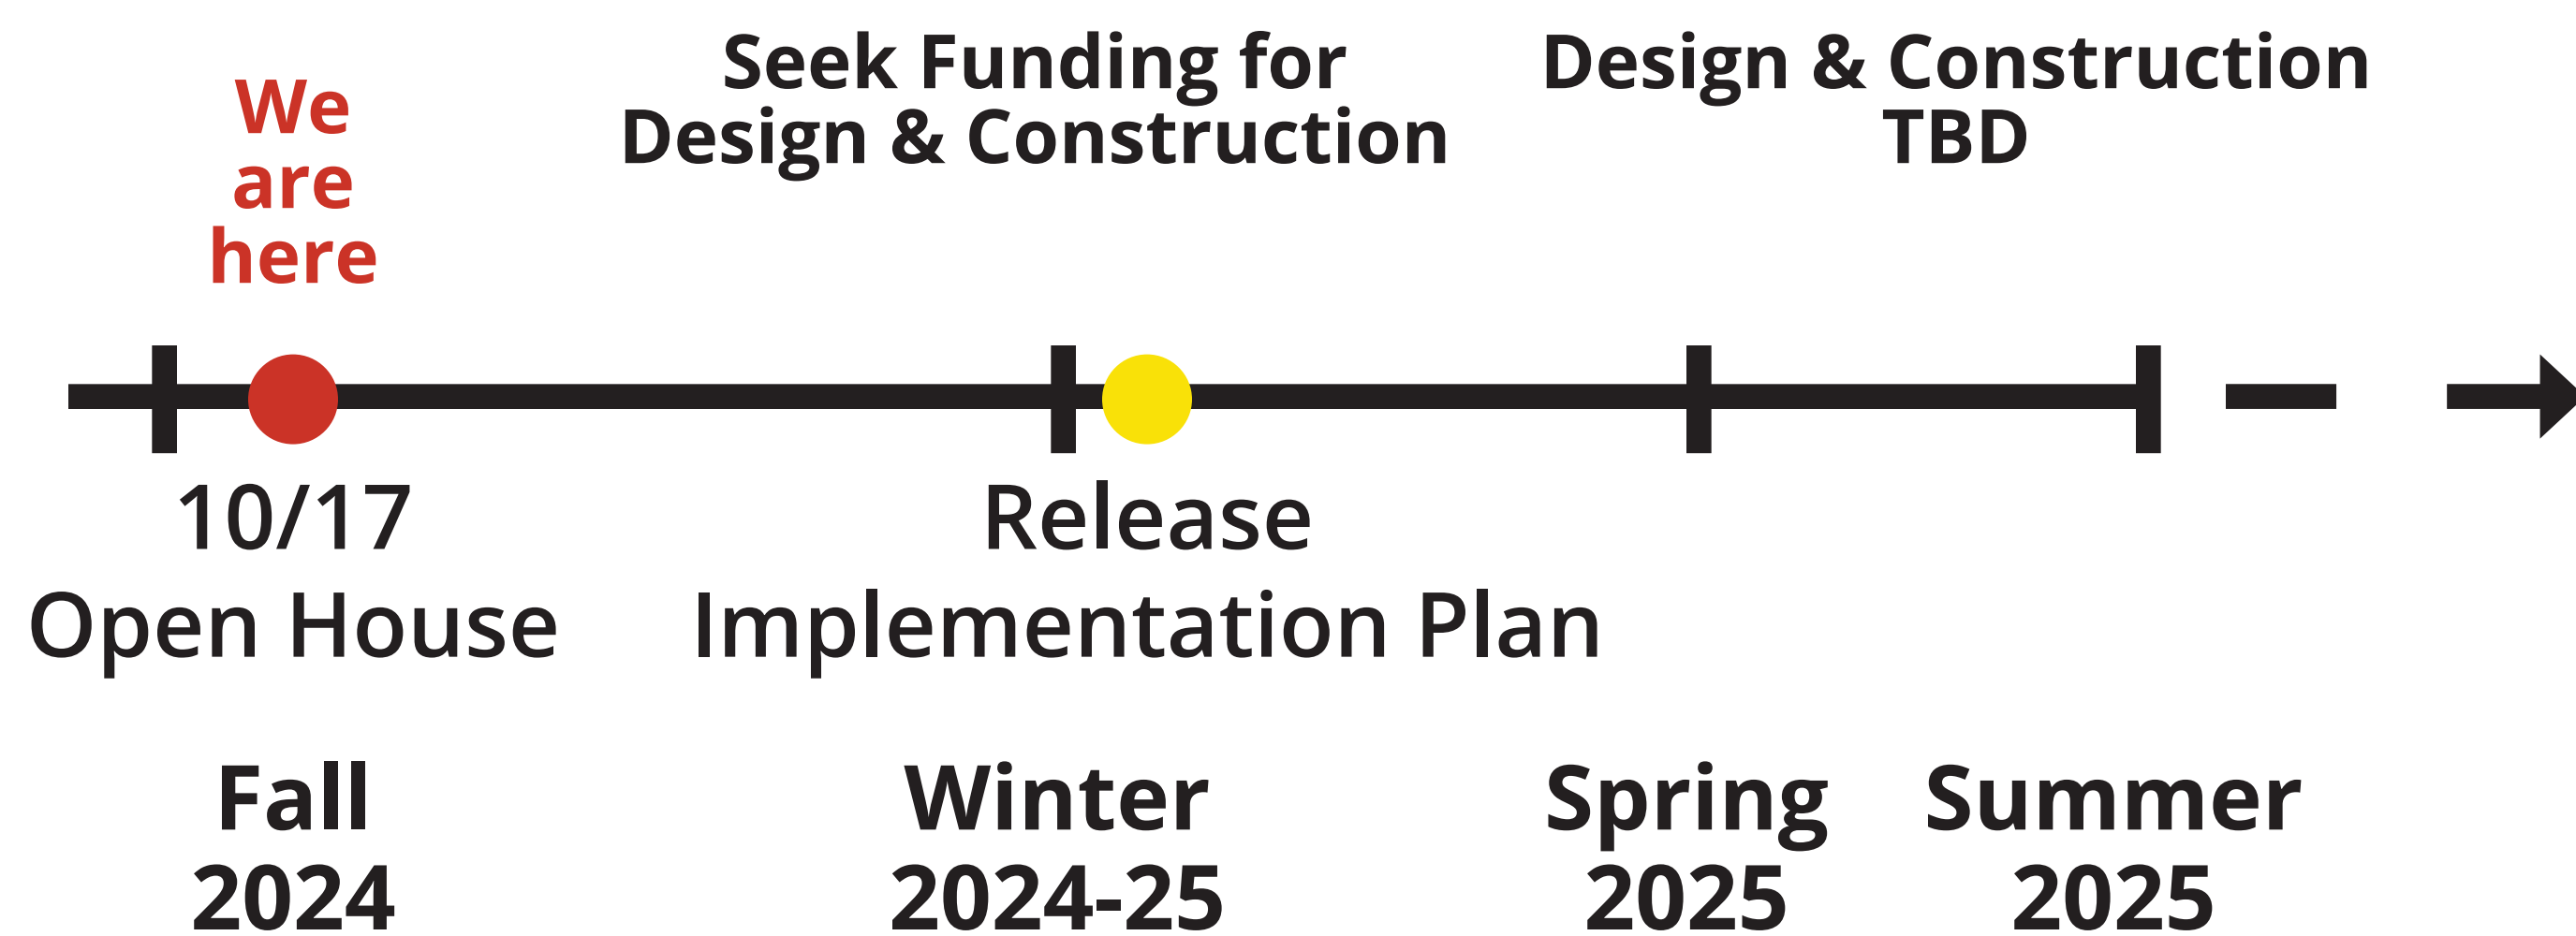 We
are
here
Seek Funding for
Design & Construction
Design & Construction
TBD
10/17
Open House
Release
Implementation Plan
Fall
2024
Winter
2024-25
Spring
2025
Summer
2025